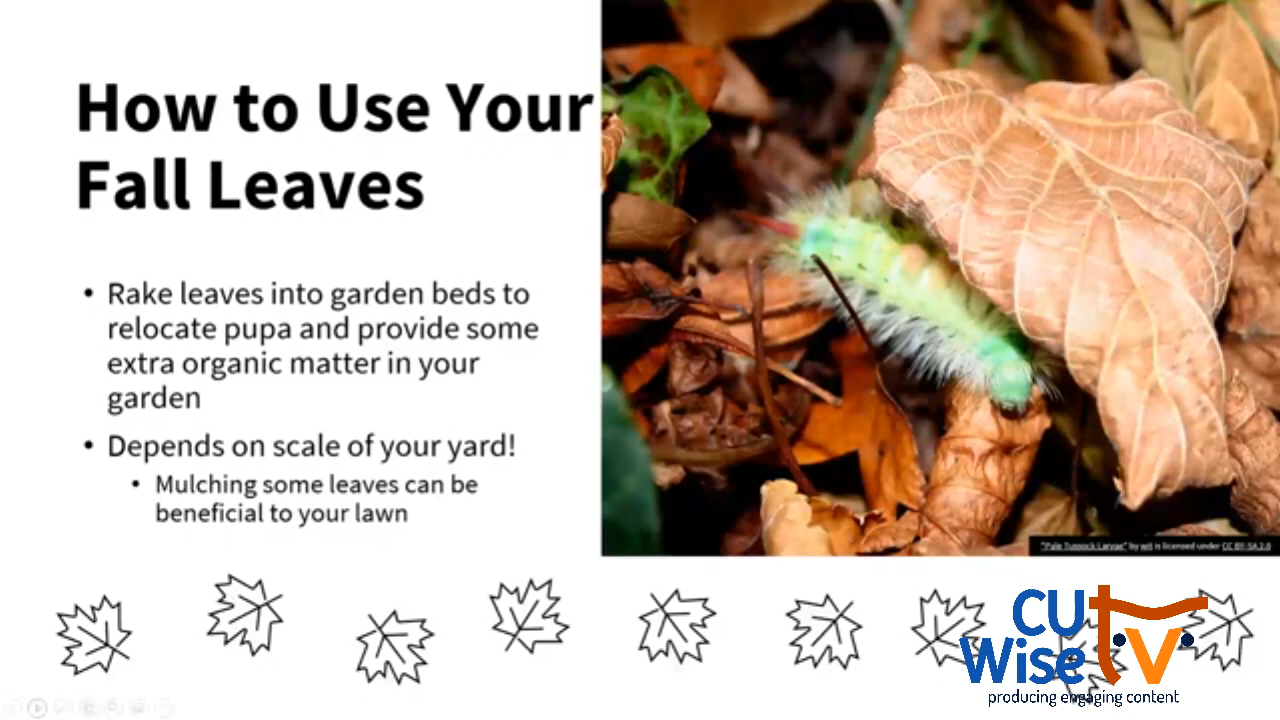 How to Use Your
Fall Leaves
• Rake leaves into garden beds to
relocate pupa and provide some
extra organic matter in your
garden
• Depends on scale of your yard!
• Mulching some leaves can be
beneficial to your lawn
"Pale Tussock Larvae" by is licensed under CC BY-SA 2.0
CU
Wise tv
producing engaging content